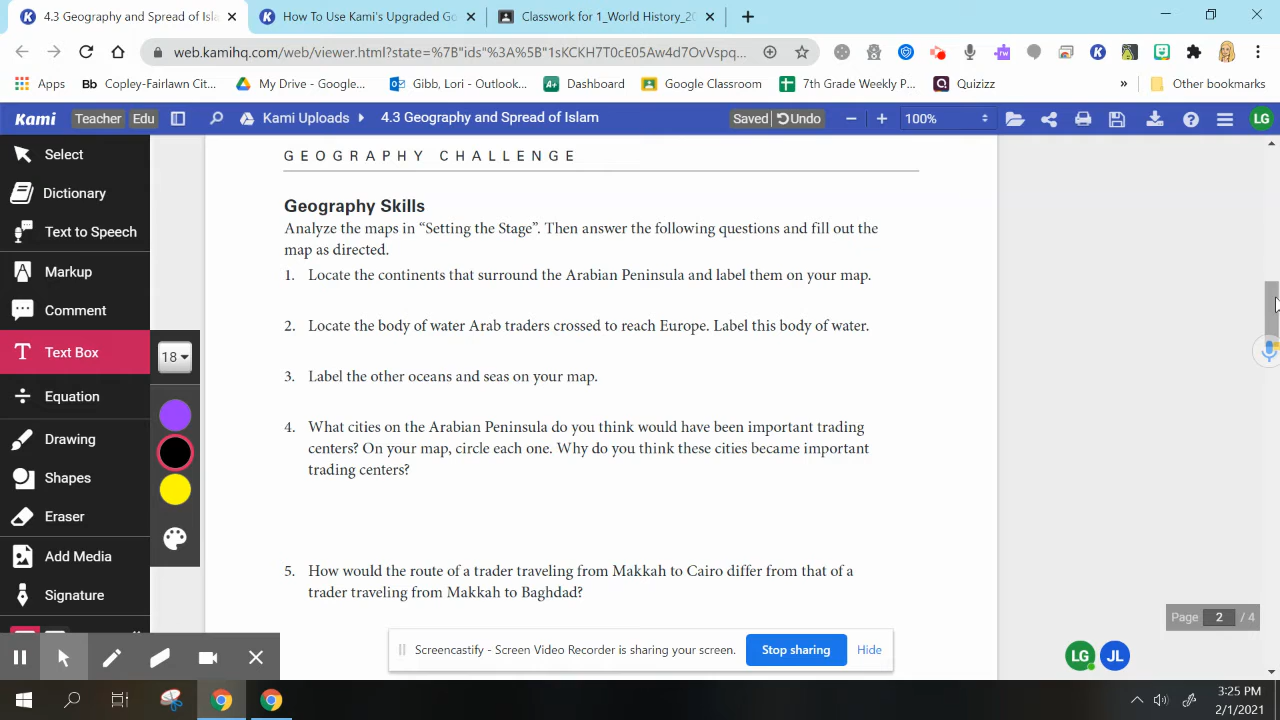 4.3 Geography and Spread of Isla
How To Use Kami's Upgraded Go
Classwork for 1_World History_20
web.kamihq.com/web/viewer.html?state=%7B"ids"%3A%5B"1sKCKH7T0cE05Aw4d7OvVspq...
Apps
Bb Copley-Fairlawn Cit...
My Drive - Google...
Gibb, Lori - Outlook...
A+ Dashboard
Google Classroom
7th Grade Weekly P...
Quizizz
»
Other bookmarks
Kami Teacher Edu
Kami Uploads
4.3 Geography and Spread of Islam
Saved Undo
100%
LG
Select
Dictionary
Text to Speech
Markup
Comment
Text Box
18
Equation
Drawing
Shapes
Eraser
Add Media
Signature
GEOGRAPHY CHALLENGE
Geography Skills
Analyze the maps in “Setting the Stage”. Then answer the following questions and fill out the
map as directed.
1. Locate the continents that surround the Arabian Peninsula and label them on your map.
2. Locate the body of water Arab traders crossed to reach Europe. Label this body of water.
3. Label the other oceans and seas on your map.
4. What cities on the Arabian Peninsula do you think would have been important trading
centers? On your map, circle each one. Why do you think these cities became important
trading centers?
5. How would the route of a trader traveling from Makkah to Cairo differ from that of a
trader traveling from Makkah to Baghdad?
Page 2 / 4
Screencastify - Screen Video Recorder is sharing your screen.
Stop sharing
Hide
LG
JL
3:25 PM
2/1/2021